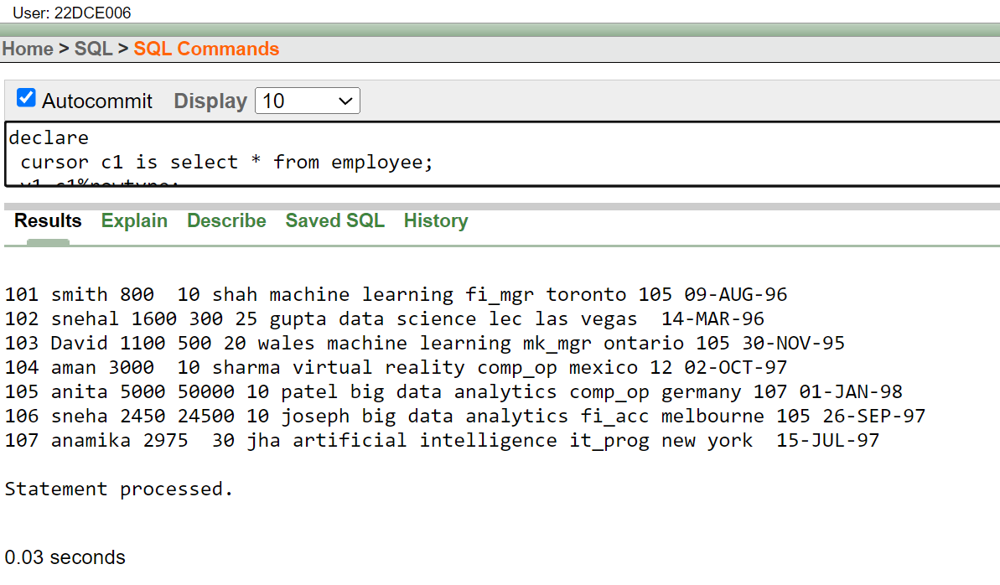 User: 22DCE006
Home > SQL > SQL Commands
Autocommit Display 10
declare
cursor c1 is select * from employee;
v1 c1%rowtype;
Results Explain Describe Saved SQL History
101 smith 800  10 shah machine learning fi_mgr toronto 105 09-AUG-96
102 snehal 1600 300 25 gupta data science lec las vegas  14-MAR-96
103 David 1100 500 20 wales machine learning mk_mgr ontario 105 30-NOV-95
104 aman 3000  10 sharma virtual reality comp_op mexico 12 02-OCT-97
105 anita 5000 50000 10 patel big data analytics comp_op germany 107 01-JAN-98
106 sneha 2450 24500 10 joseph big data analytics fi_acc melbourne 105 26-SEP-97
107 anamika 2975  30 jha artificial intelligence it_prog new york  15-JUL-97
Statement processed.
0.03 seconds